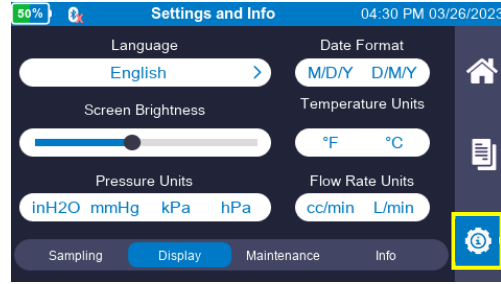 50% Settings and Info 04:30 PM 03/26/2023
Language
English
Date Format
M/D/Y D/M/Y
Screen Brightness
Temperature Units
°F °C
Pressure Units
inH2O mmHg kPa hPa
Flow Rate Units
cc/min L/min
Sampling Display Maintenance Info